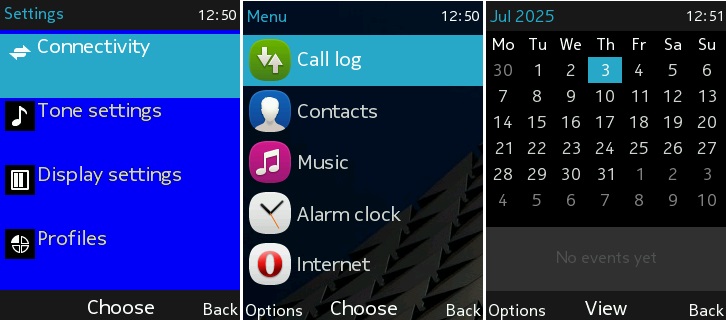 Settings 12:50
Connectivity
Tone settings
Display settings
Profiles
Choose Back
Menu 12:50
Call log
Contacts
Music
Alarm clock
Internet
Options Choose Back
Jul 2025 12:51
Mo Tu We Th Fr Sa Su
30 1 2 3 4 5 6
7 8 9 10 11 12 13
14 15 16 17 18 19 20
21 22 23 24 25 26 27
28 29 30 31 1 2 3
4 5 6 7 8 9 10
No events yet
Options View Back